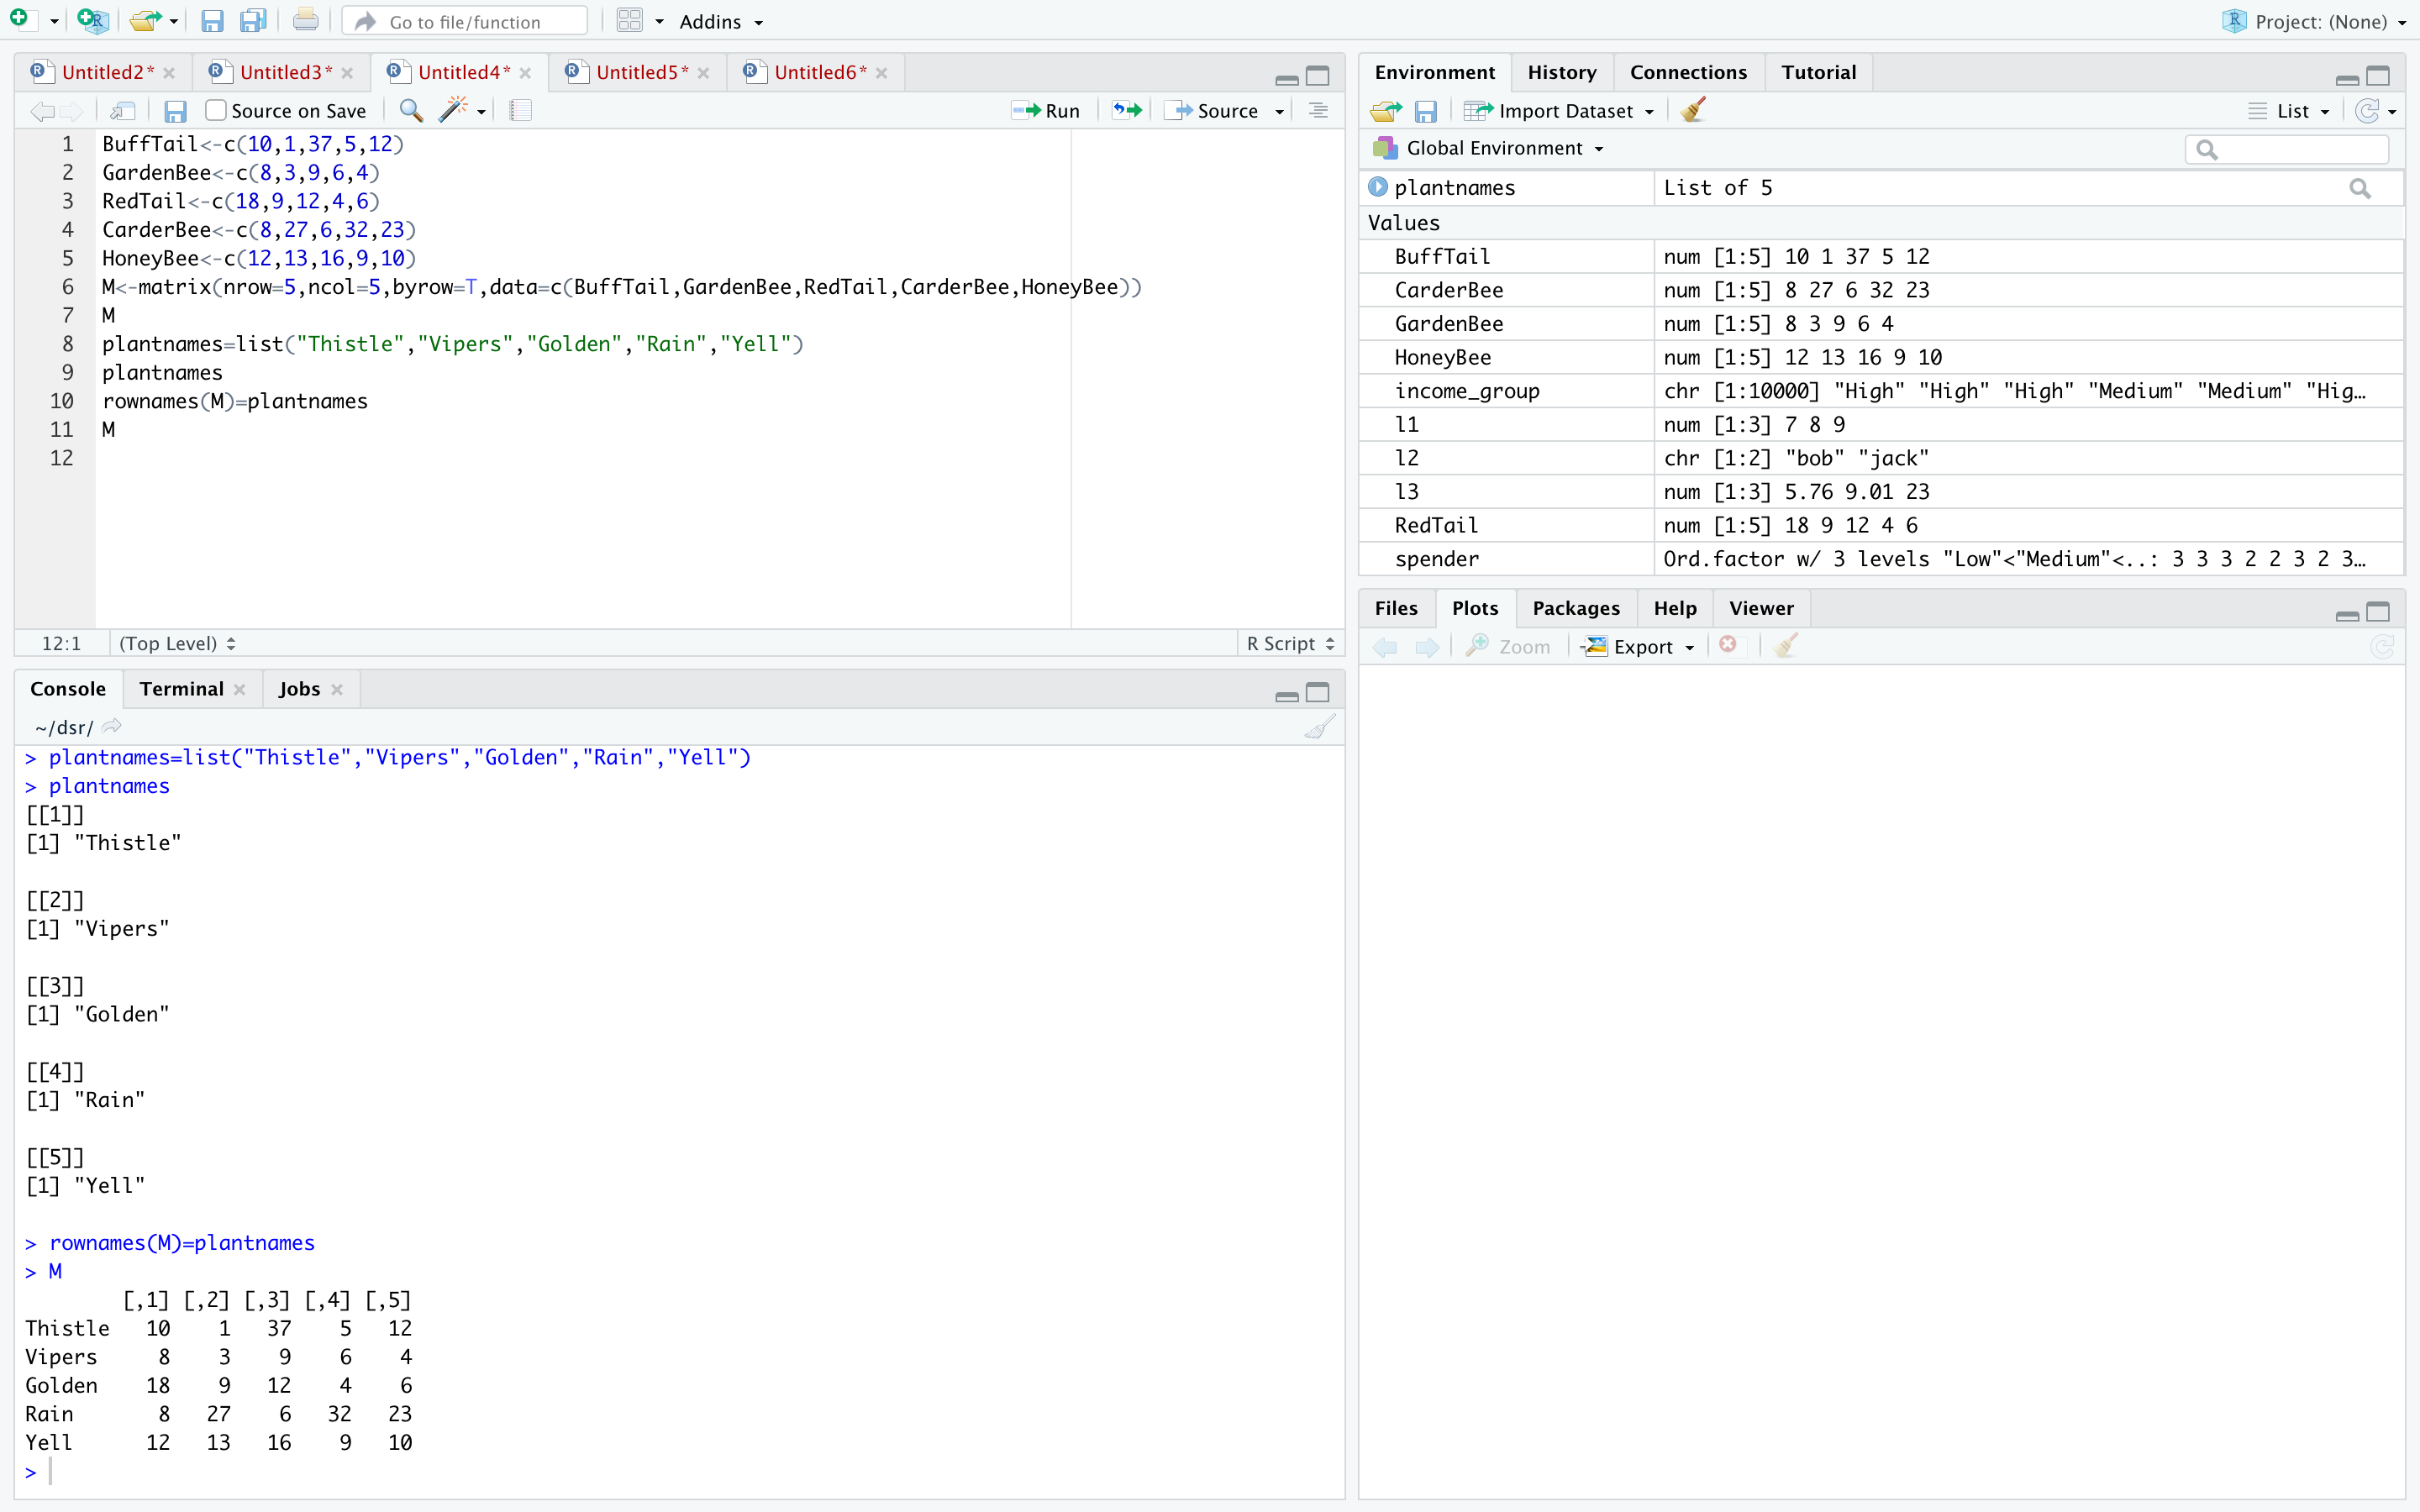 Go to file/function
Addins
Project: (None)
Untitled2*
Untitled3*
Untitled4*
Untitled5*
Untitled6*
Source on Save
Run
Source
1 BuffTail<-c(10,1,37,5,12)
2 GardenBee<-c(8,3,9,6,4)
3 RedTail<-c(18,9,12,4,6)
4 CarderBee<-c(8,27,6,32,23)
5 HoneyBee<-c(12,13,16,9,10)
6 M<-matrix(nrow=5,ncol=5,byrow=T,data=c(BuffTail,GardenBee,RedTail,CarderBee,HoneyBee))
7 M
8 plantnames=list("Thistle","Vipers","Golden","Rain","Yell")
9 plantnames
10 rownames(M)=plantnames
11 M
12
12:1 (Top Level) R Script
Console Terminal Jobs
~/dsr/
> plantnames=list("Thistle","Vipers","Golden","Rain","Yell")
> plantnames
[[1]]
[1] "Thistle"
[[2]]
[1] "Vipers"
[[3]]
[1] "Golden"
[[4]]
[1] "Rain"
[[5]]
[1] "Yell"
> rownames(M)=plantnames
> M
[,1] [,2] [,3] [,4] [,5]
Thistle 10 1 37 5 12
Vipers 8 3 9 6 4
Golden 18 9 12 4 6
Rain 8 27 6 32 23
Yell 12 13 16 9 10
>
Environment History Connections Tutorial
Import Dataset List
Global Environment
plantnames List of 5
Values
BuffTail num [1:5] 10 1 37 5 12
CarderBee num [1:5] 8 27 6 32 23
GardenBee num [1:5] 8 3 9 6 4
HoneyBee num [1:5] 12 13 16 9 10
income_group chr [1:10000] "High" "High" "High" "Medium" "Medium" "Hig…
l1 num [1:3] 7 8 9
l2 chr [1:2] "bob" "jack"
l3 num [1:3] 5.76 9.01 23
RedTail num [1:5] 18 9 12 4 6
spender Ord.factor w/ 3 levels "Low"<"Medium"<..: 3 3 3 2 2 3 2 3…
Files Plots Packages Help Viewer
Zoom Export